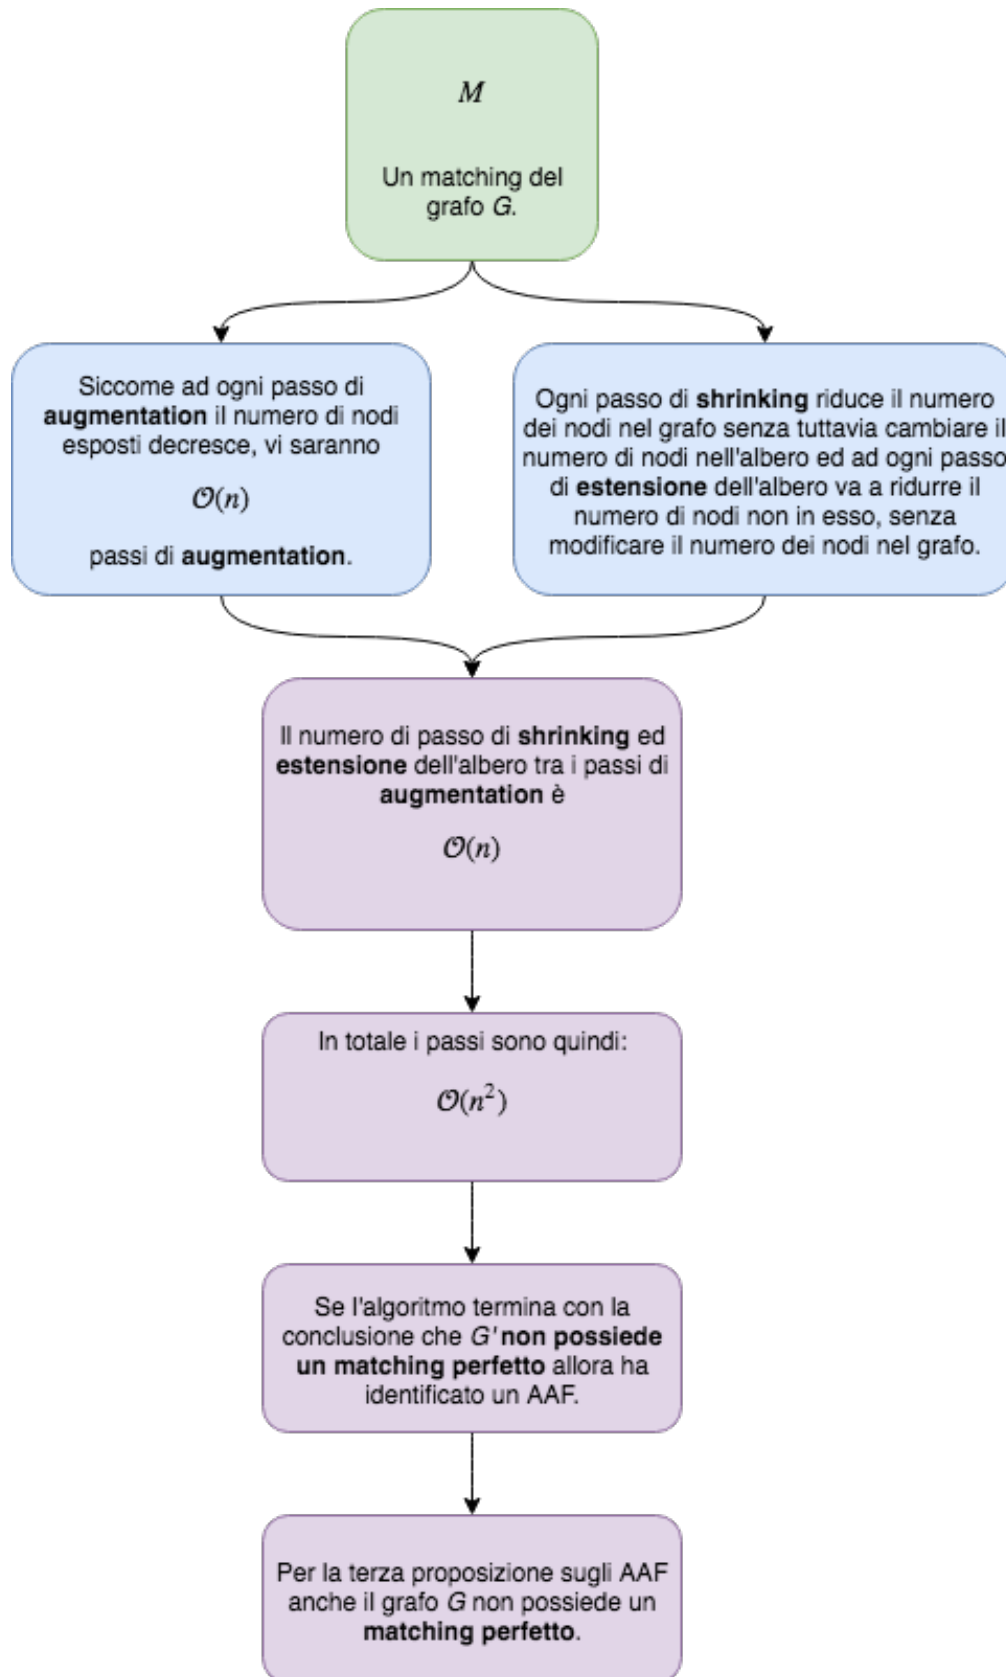 M
Un matching del
grafo G.
Siccome ad ogni passo di
augmentation il numero di nodi
esposti decresce, vi saranno
𝒪(n)
passi di augmentation.
Ogni passo di shrinking riduce il numero
dei nodi nel grafo senza tuttavia cambiare il
numero di nodi nell'albero ed ad ogni passo
di estensione dell'albero va a ridurre il
numero di nodi non in esso, senza
modificare il numero dei nodi nel grafo.
Il numero di passo di shrinking ed
estensione dell'albero tra i passi di
augmentation è
𝒪(n)
In totale i passi sono quindi:
𝒪(n²)
Se l'algoritmo termina con la
conclusione che G' non possiede
un matching perfetto allora ha
identificato un AAF.
Per la terza proposizione sugli AAF
anche il grafo G non possiede un
matching perfetto.